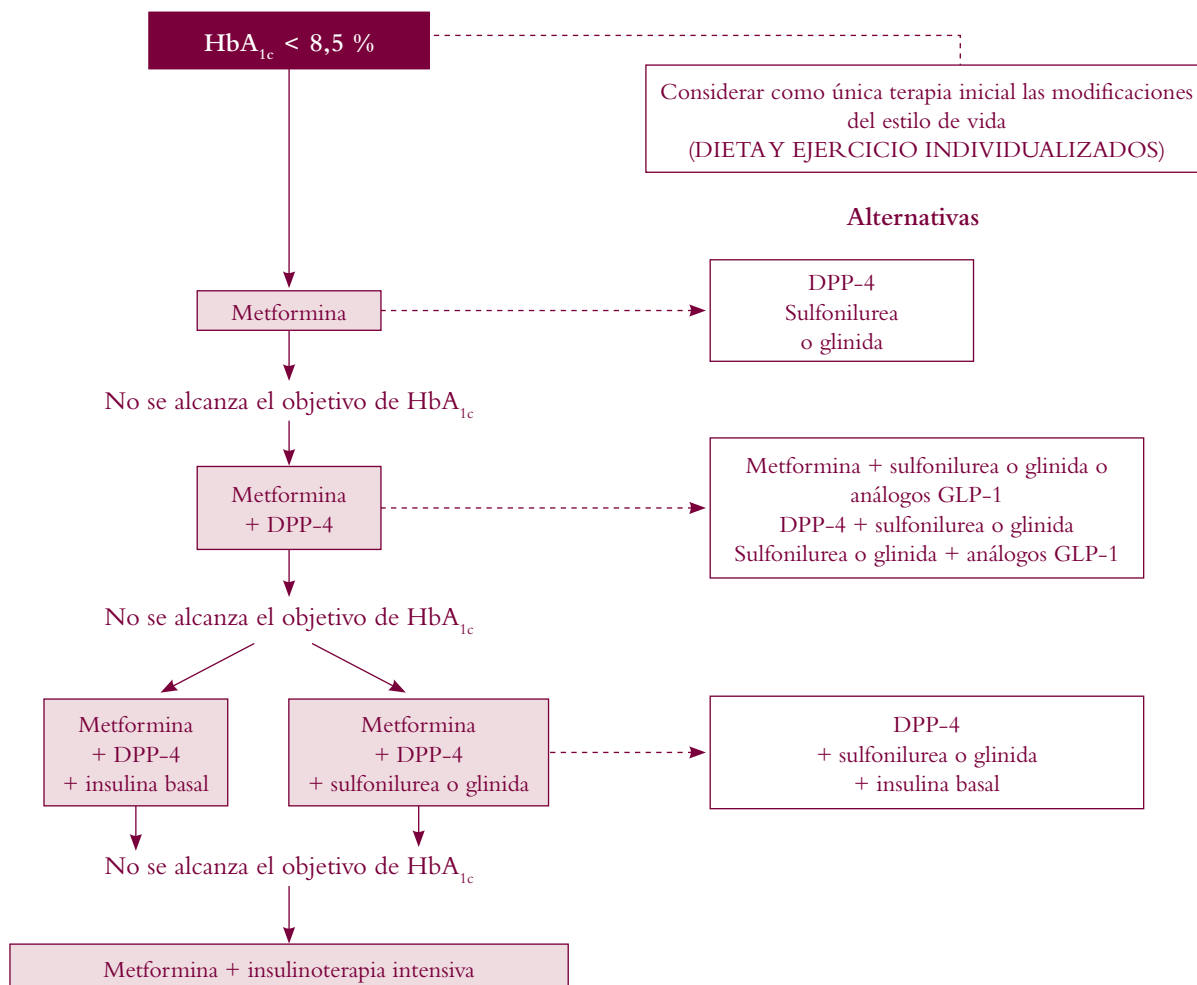 HbA1c < 8,5 %
Considerar como única terapia inicial las modificaciones
del estilo de vida
(DIETA Y EJERCICIO INDIVIDUALIZADOS)
Alternativas
Metformina
DPP-4
Sulfonilurea
o glinida
No se alcanza el objetivo de HbA1c
Metformina
+ DPP-4
Metformina + sulfonilurea o glinida o
análogos GLP-1
DPP-4 + sulfonilurea o glinida
Sulfonilurea o glinida + análogos GLP-1
No se alcanza el objetivo de HbA1c
Metformina
+ DPP-4
+ insulina basal
Metformina
+ DPP-4
+ sulfonilurea o glinida
DPP-4
+ sulfonilurea o glinida
+ insulina basal
No se alcanza el objetivo de HbA1c
Metformina + insulinoterapia intensiva